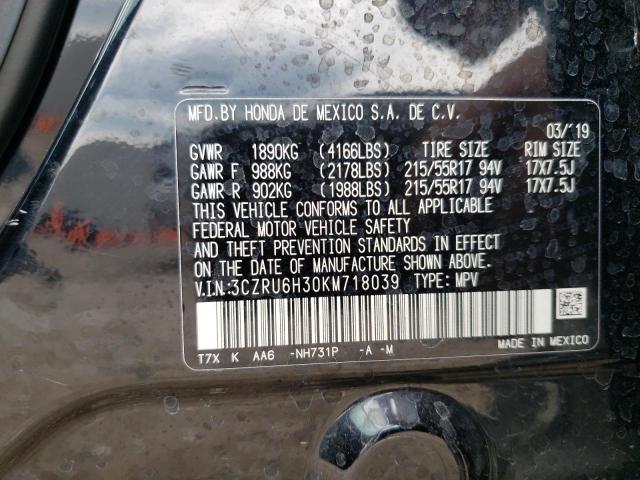 MFD.BY HONDA DE MEXICO S.A. DE C.V.
03/'19
GVWR 1890KG (4166LBS) TIRE SIZE RIM SIZE
GAWR F 988KG (2178LBS) 215/55R17 94V 17X7.5J
GAWR R 902KG (1988LBS) 215/55R17 94V 17X7.5J
THIS VEHICLE CONFORMS TO ALL APPLICABLE
FEDERAL MOTOR VEHICLE SAFETY
AND THEFT PREVENTION STANDARDS IN EFFECT
ON THE DATE OF MANUFACTURE SHOWN ABOVE.
V.I.N.:3CZRU6H30KM718039 TYPE: MPV
T7X K AA6 -NH731P -A -M
MADE IN MEXICO